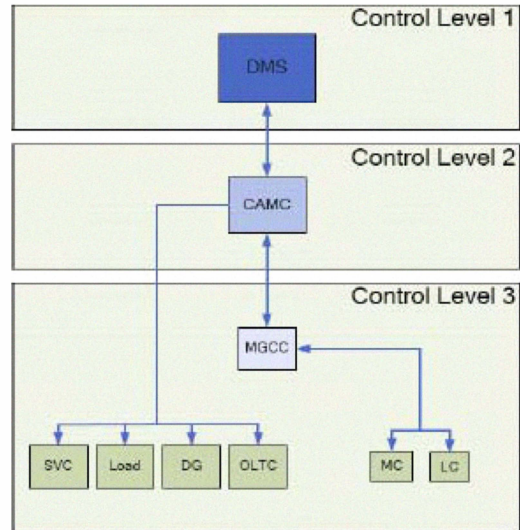 Control Level 1
DMS
Control Level 2
CAMC
Control Level 3
MGCC
SVC
Load
DG
OLTC
MC
LC